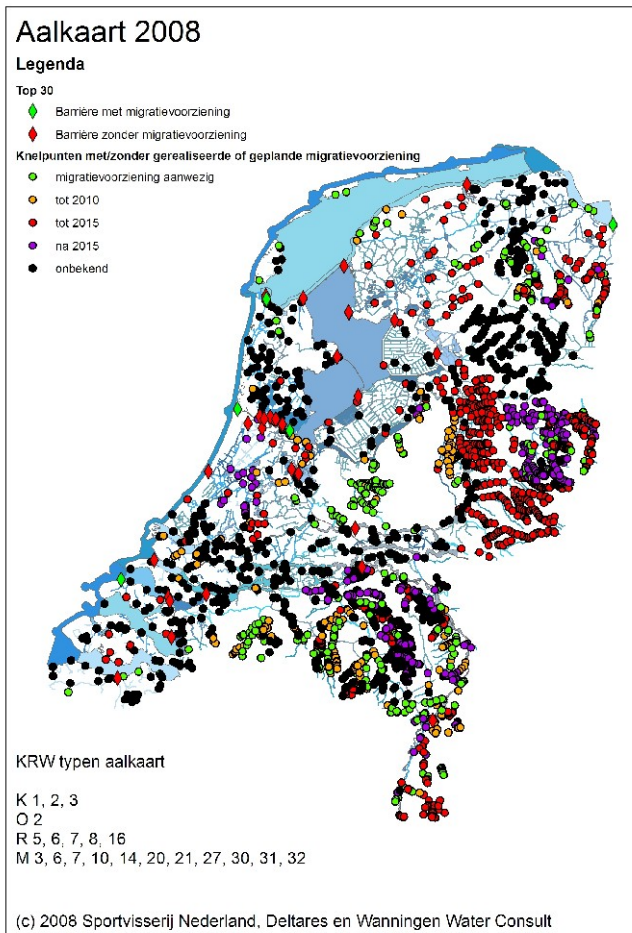 Aalkaart 2008
Legenda
Top 30
Barrière met migratievoorziening
Barrière zonder migratievoorziening
Knelpunten met/zonder gerealiseerde of geplande migratievoorziening
migratievoorziening aanwezig
tot 2010
tot 2015
na 2015
onbekend
KRW typen aalkaart
K 1, 2, 3
O 2
R 5, 6, 7, 8, 16
M 3, 6, 7, 10, 14, 20, 21, 27, 30, 31, 32
(c) 2008 Sportvisserij Nederland, Deltares en Wanningen Water Consult